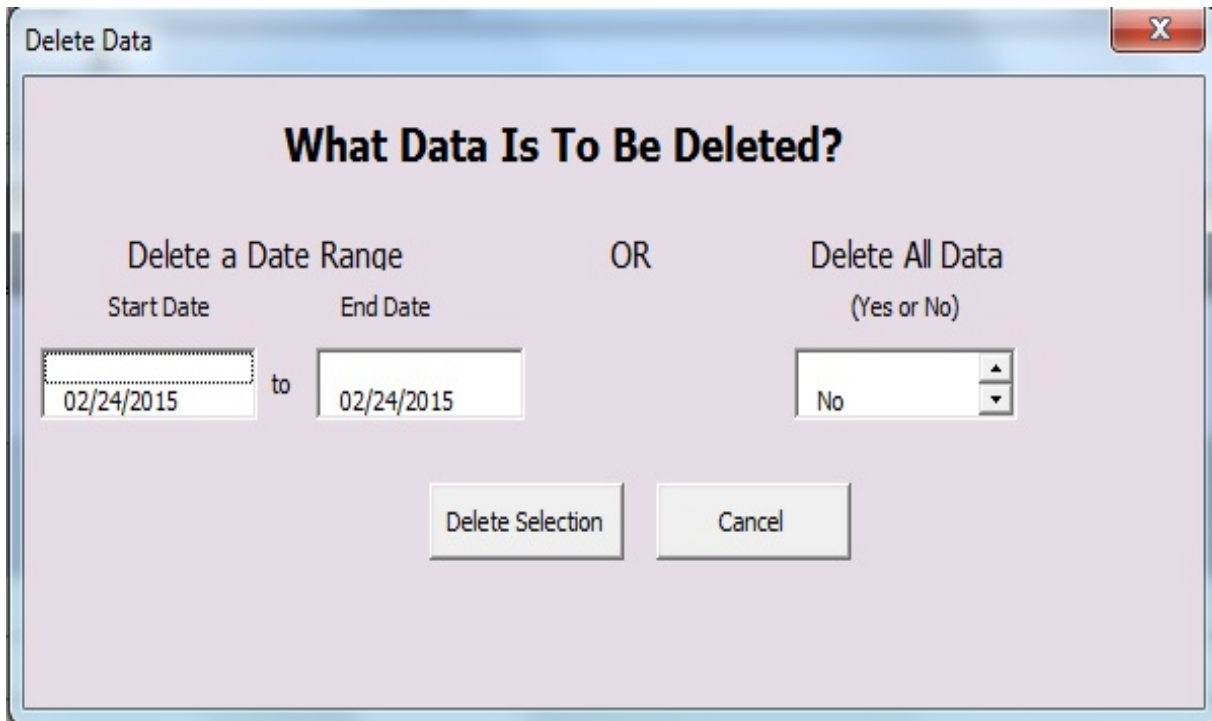 Delete Data
X
What Data Is To Be Deleted?
Delete a Date Range OR Delete All Data
Start Date End Date (Yes or No)
02/24/2015 to 02/24/2015 No
Delete Selection Cancel